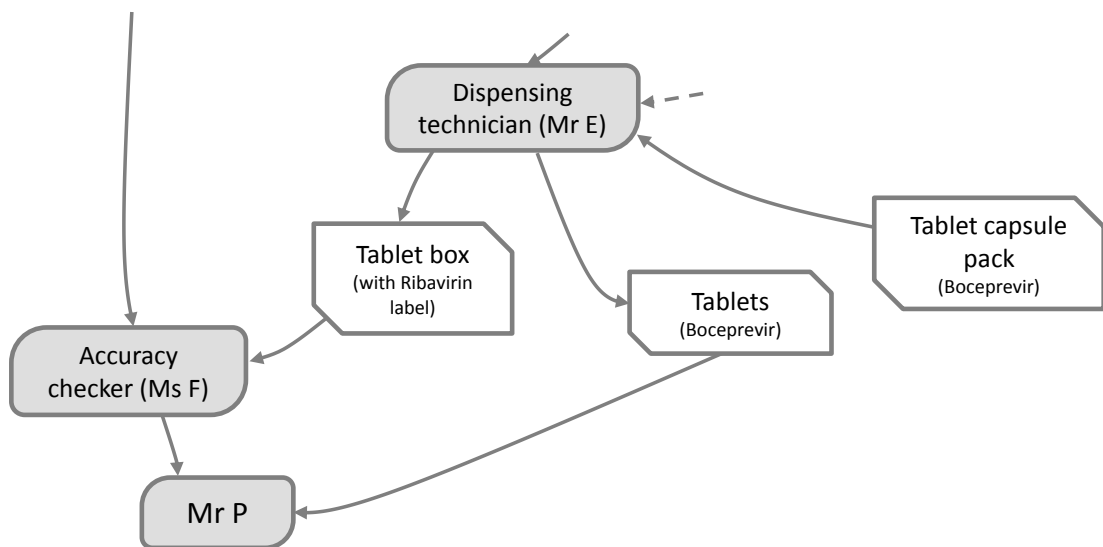 Dispensing
technician (Mr E)
Tablet box
(with Ribavirin
label)
Tablet capsule
pack
(Boceprevir)
Tablets
(Boceprevir)
Accuracy
checker (Ms F)
Mr P